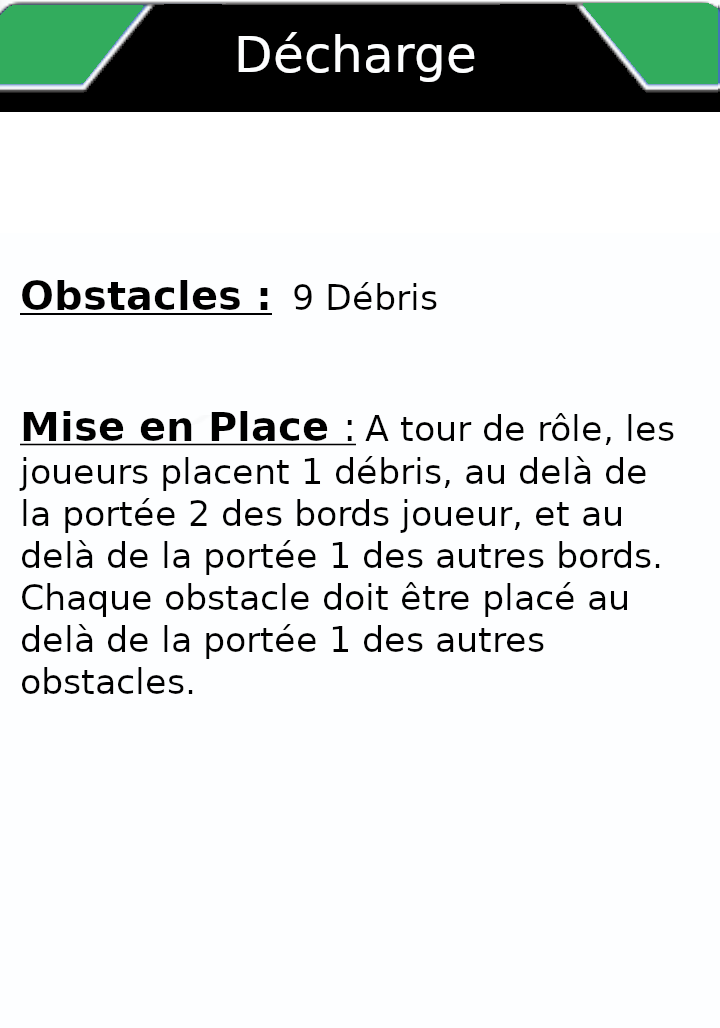 Décharge
Obstacles : 9 Débris
Mise en Place : A tour de rôle, les
joueurs placent 1 débris, au delà de
la portée 2 des bords joueur, et au
delà de la portée 1 des autres bords.
Chaque obstacle doit être placé au
delà de la portée 1 des autres
obstacles.